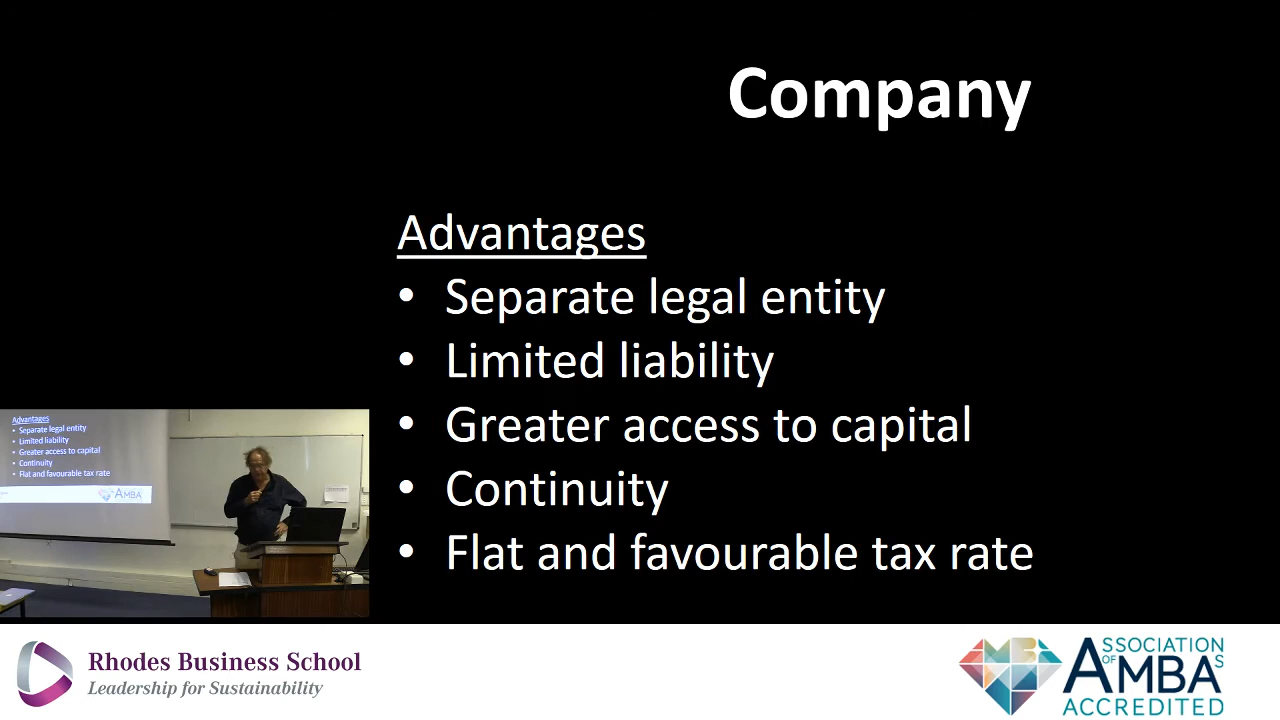 Company
Advantages
• Separate legal entity
• Limited liability
• Greater access to capital
• Continuity
• Flat and favourable tax rate
Advantages
• Separate legal entity
• Limited liability
• Greater access to capital
• Continuity
• Flat and favourable tax rate
AMBA
Rhodes Business School
Leadership for Sustainability
ASSOCIATION
OF AMBAS
ACCREDITED